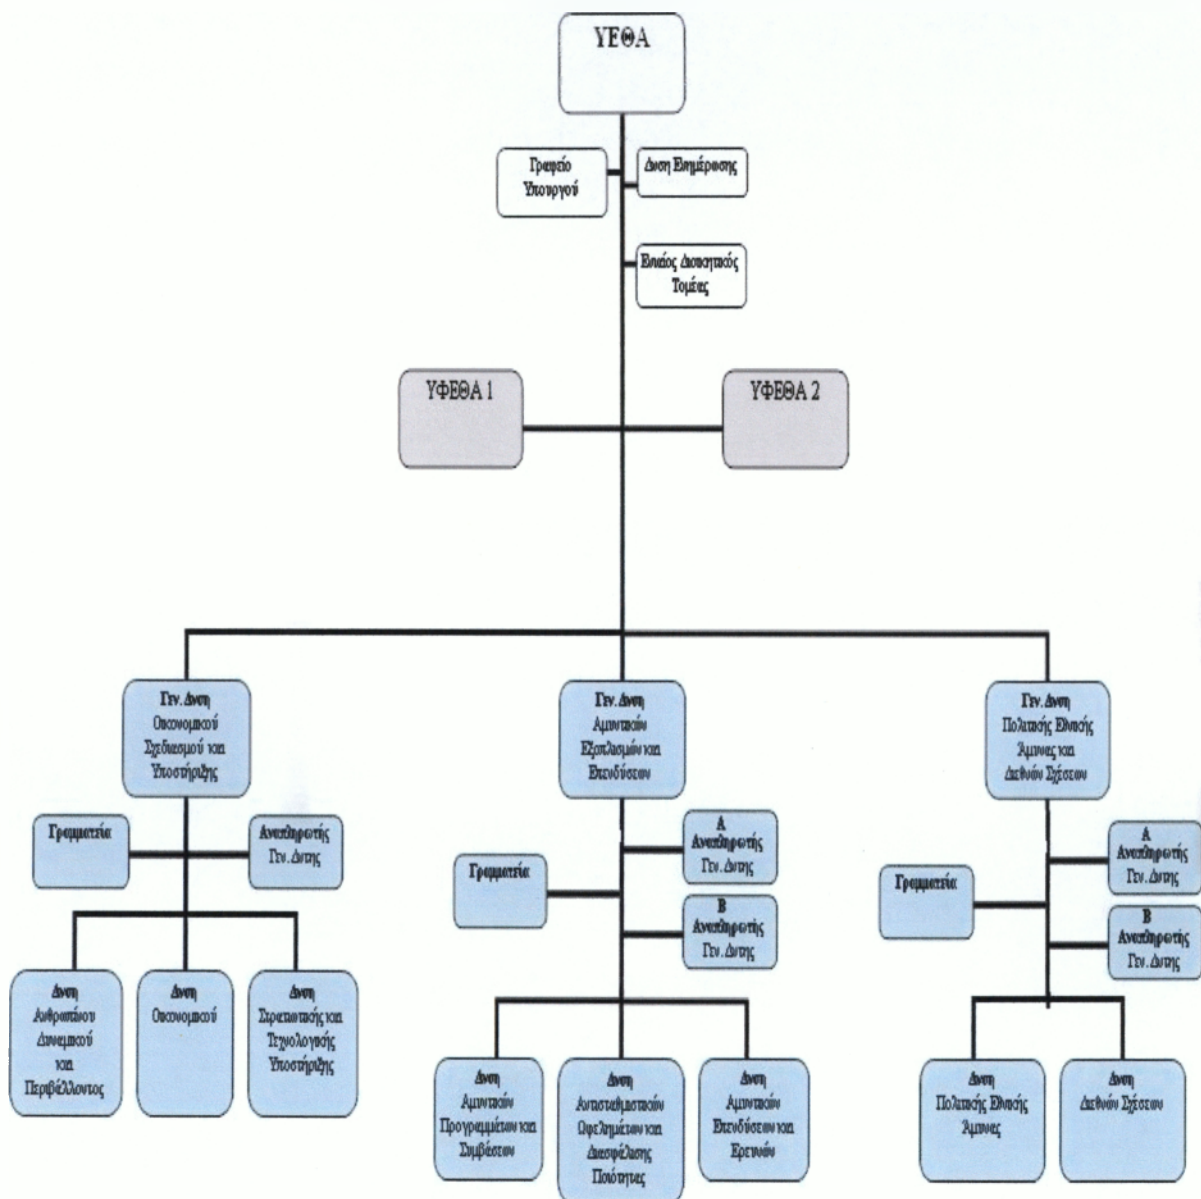 ΥΕΘΑ
Γραφείο
Υπουργού
Δνση Ενημέρωσης
Ενιαίος Διοικητικός
Τομέας
ΥΦΕΘΑ 1
ΥΦΕΘΑ 2
Γεν. Δνση
Οικονομικού
Σχεδιασμού και
Υποστήριξης
Γραμματεία
Αναπληρωτής
Γεν. Δντης
Δνση
Ανθρωπίνου
Δυναμικού
και
Περιβάλλοντος
Δνση
Οικονομικού
Δνση
Στρατιωτικής και
Τεχνολογικής
Υποστήριξης
Γεν. Δνση
Αμυντικών
Εξοπλισμών και
Επενδύσεων
Γραμματεία
Α
Αναπληρωτής
Γεν. Δντης
Β
Αναπληρωτής
Γεν. Δντης
Δνση
Αμυντικών
Προγραμμάτων και
Συμβάσεων
Δνση
Αντισταθμιστικών
Ωφελημάτων και
Διασφάλισης
Ποιότητας
Δνση
Αμυντικών
Επενδύσεων και
Ερευνών
Γεν. Δνση
Πολιτικής Εθνικής
Άμυνας και
Διεθνών Σχέσεων
Γραμματεία
Α
Αναπληρωτής
Γεν. Δντης
Β
Αναπληρωτής
Γεν. Δντης
Δνση
Πολιτικής Εθνικής
Άμυνας
Δνση
Διεθνών Σχέσεων